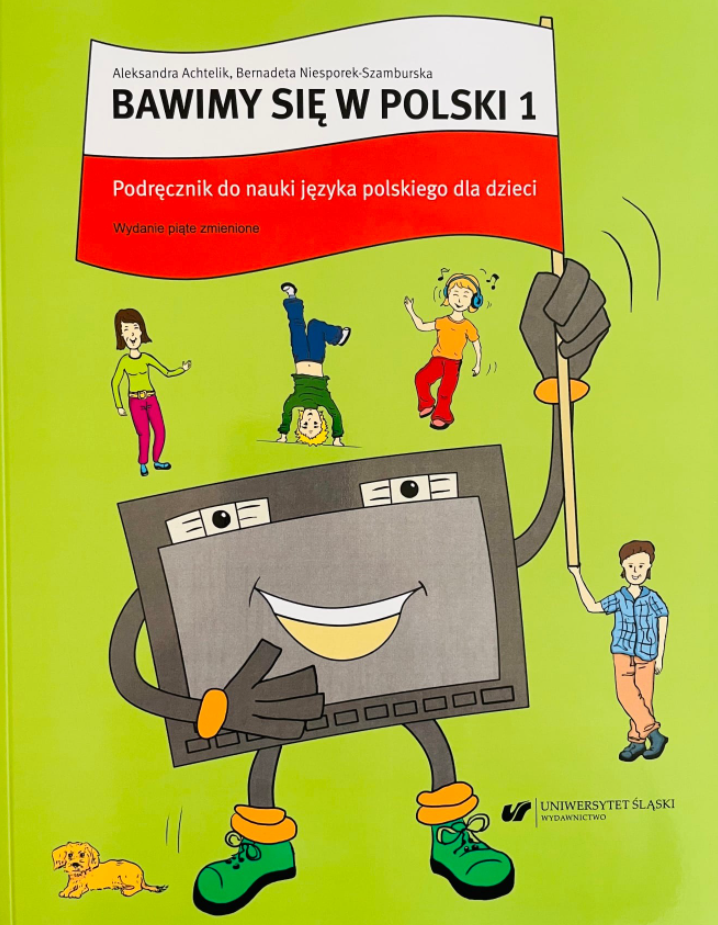 Aleksandra Achtelik, Bernadeta Niesporek-Szamburska
BAWIMY SIĘ W POLSKI 1
Podręcznik do nauki języka polskiego dla dzieci
Wydanie piąte zmienione
UNIWERSYTET ŚLĄSKI
WYDAWNICTWO